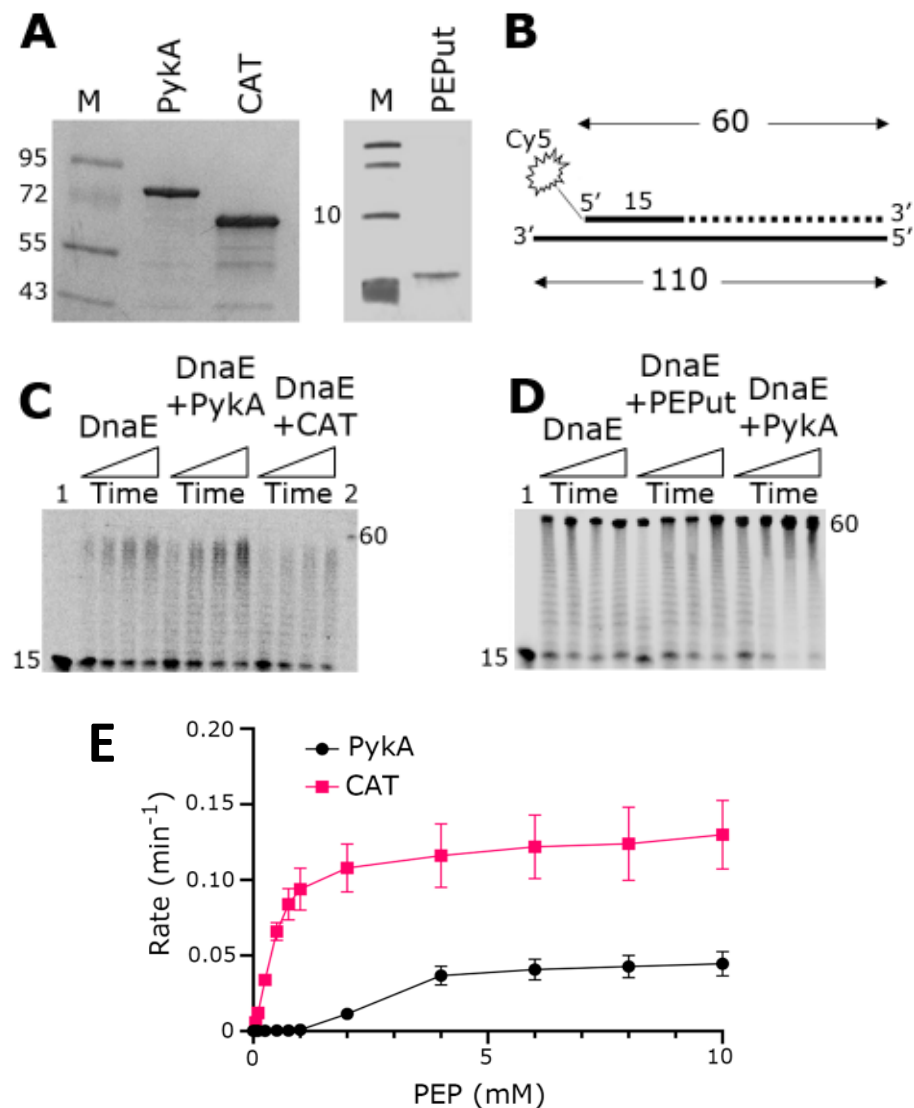 A
M
PykA
CAT
95
72
55
43
M
PEPut
10
B
60
Cy5
5′
15
3′
3′
5′
110
C
DnaE
DnaE
+PykA
DnaE
+CAT
1
Time
Time
Time
2
60
15
D
DnaE
DnaE
+PEPut
DnaE
+PykA
1
Time
Time
Time
60
15
E
PykA
CAT
Rate (min⁻¹)
0.20
0.15
0.10
0.05
0
0
5
10
PEP (mM)